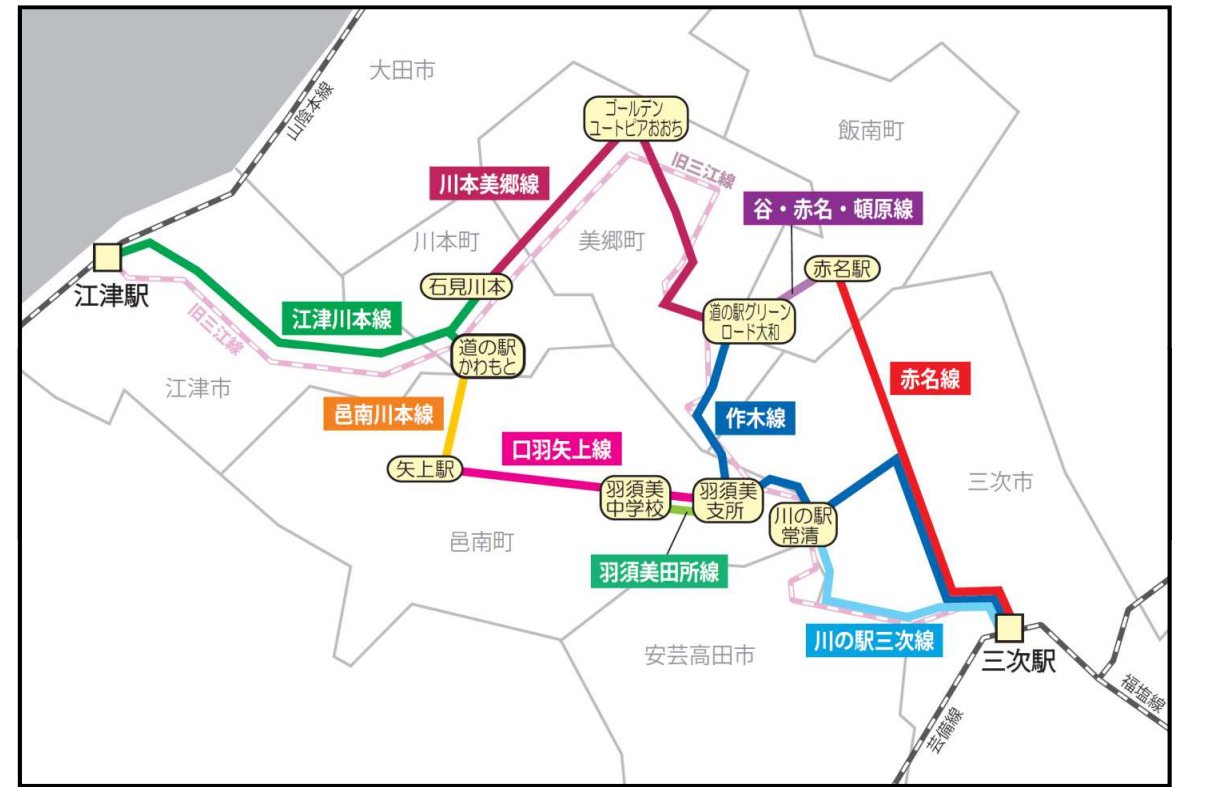 大田市
山陰本線
ゴールデン
ユートピアおおち
飯南町
旧三江線
川本美郷線
谷・赤名・頓原線
川本町
美郷町
赤名駅
石見川本
江津駅
旧三江線
江津川本線
道の駅グリーン
ロード大和
道の駅
かわもと
江津市
赤名線
邑南川本線
作木線
口羽矢上線
矢上駅
羽須美
中学校
羽須美
支所
三次市
川の駅
常清
邑南町
羽須美田所線
安芸高田市
川の駅三次線
三次駅
福塩線
芸備線